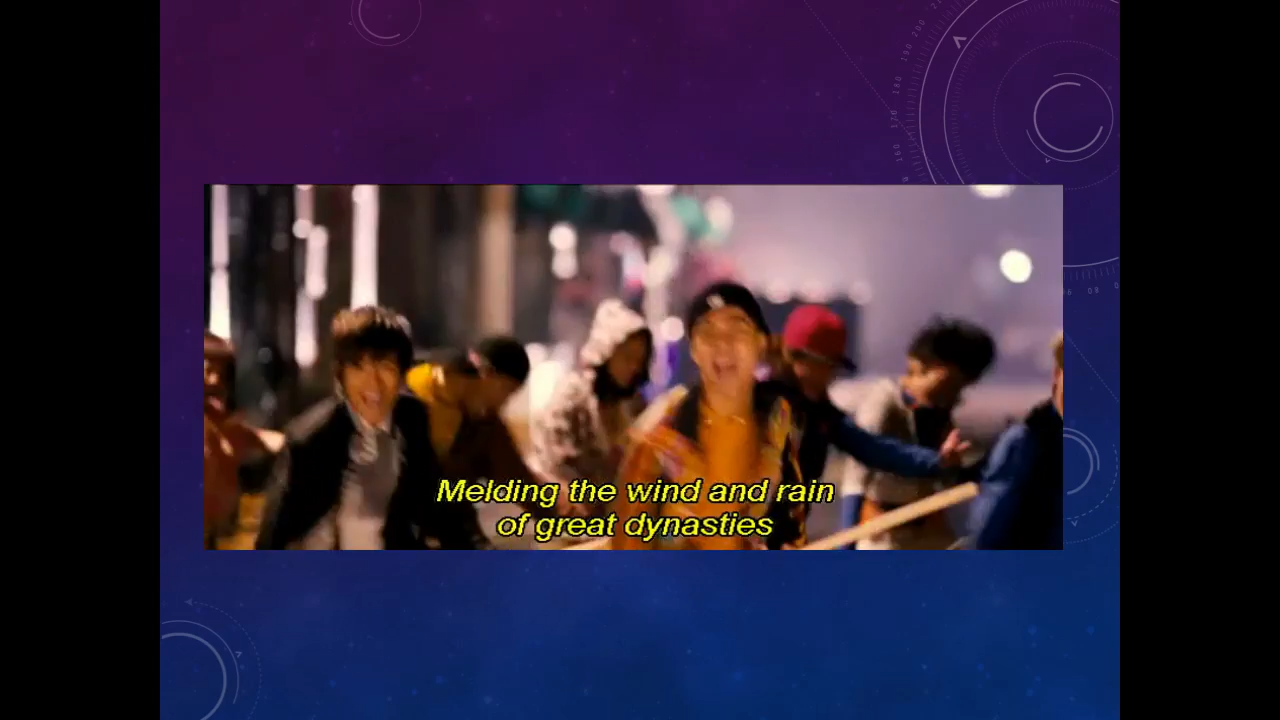 Melding the wind and rain
of great dynasties